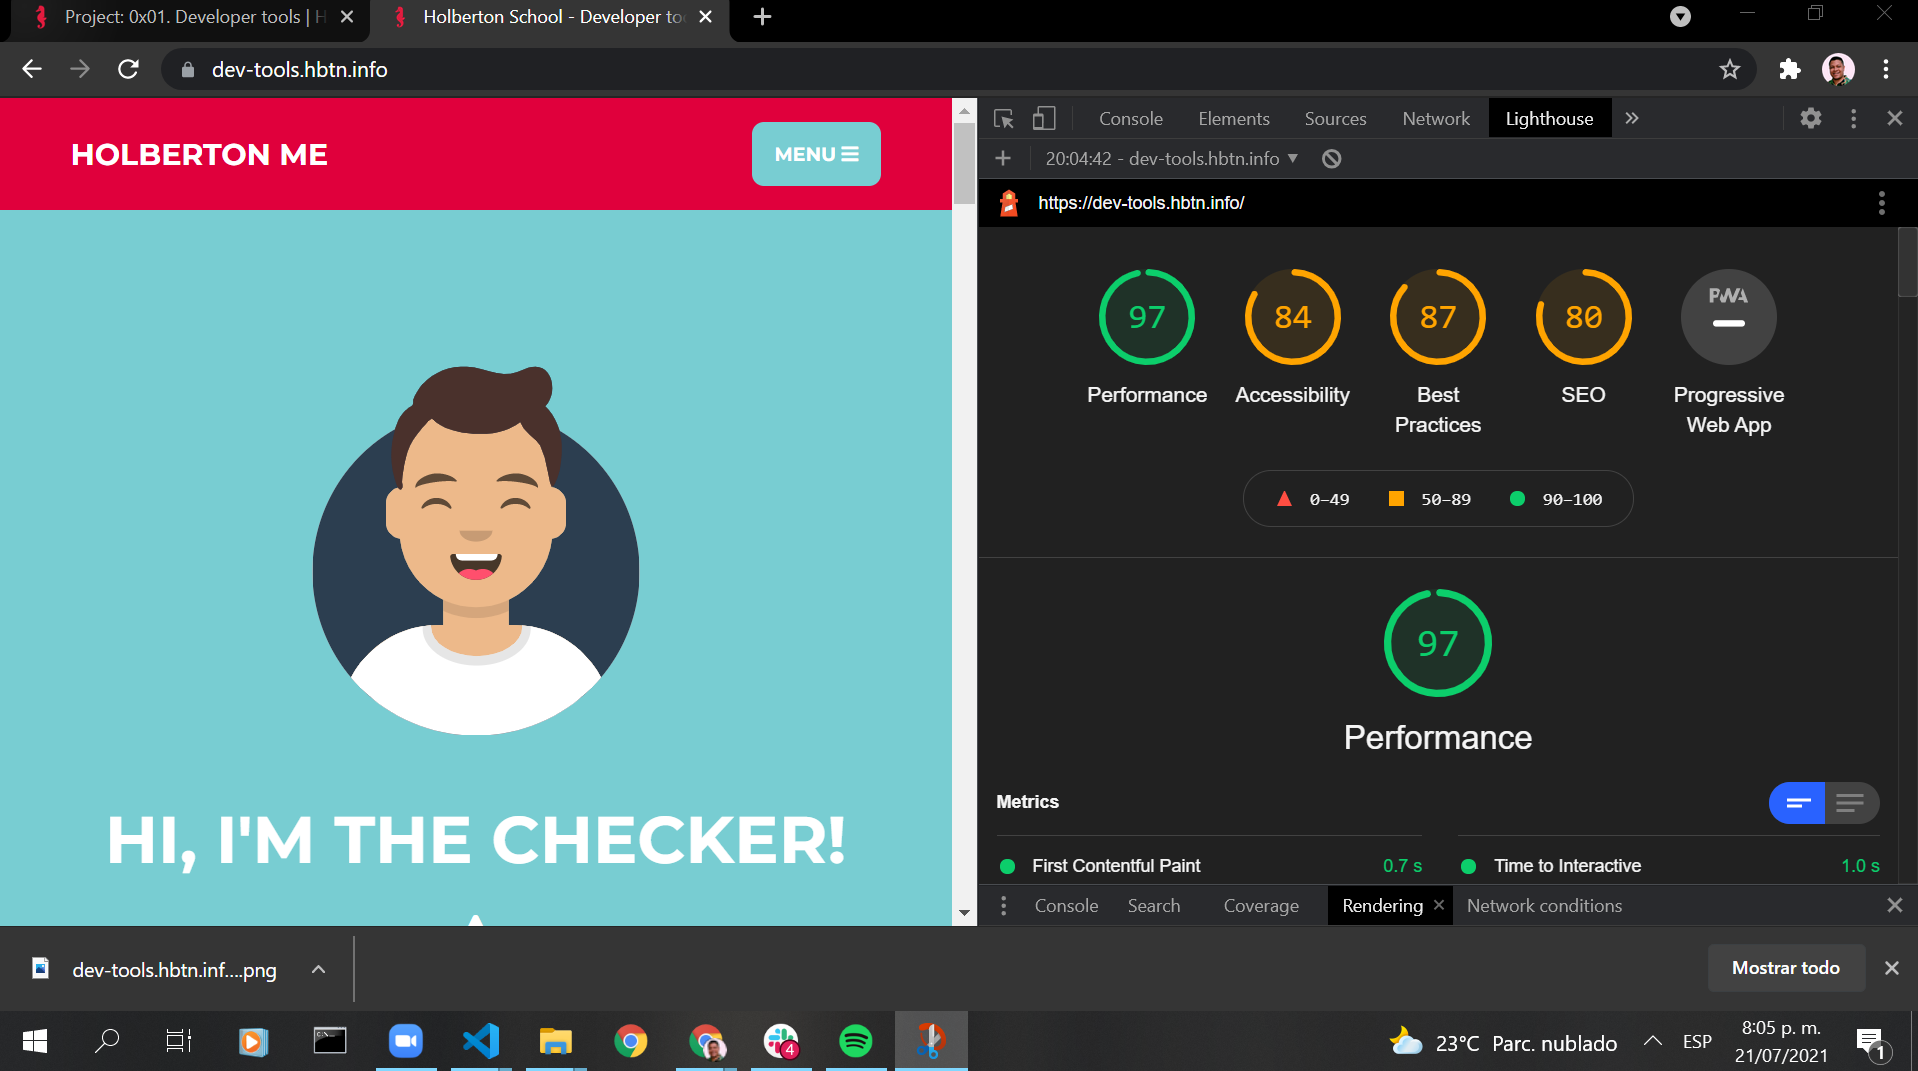 Project: 0x01. Developer tools | H
Holberton School - Developer too
dev-tools.hbtn.info
HOLBERTON ME
MENU
HI, I'M THE CHECKER!
Console Elements Sources Network Lighthouse
20:04:42 - dev-tools.hbtn.info
https://dev-tools.hbtn.info/
97 84 87 80 PWA
Performance Accessibility Best Practices SEO Progressive Web App
0–49 50–89 90–100
97
Performance
Metrics
First Contentful Paint 0.7 s Time to Interactive 1.0 s
Console Search Coverage Rendering Network conditions
dev-tools.hbtn.inf....png
Mostrar todo
4
23°C Parc. nublado ESP
8:05 p. m.
21/07/2021
1